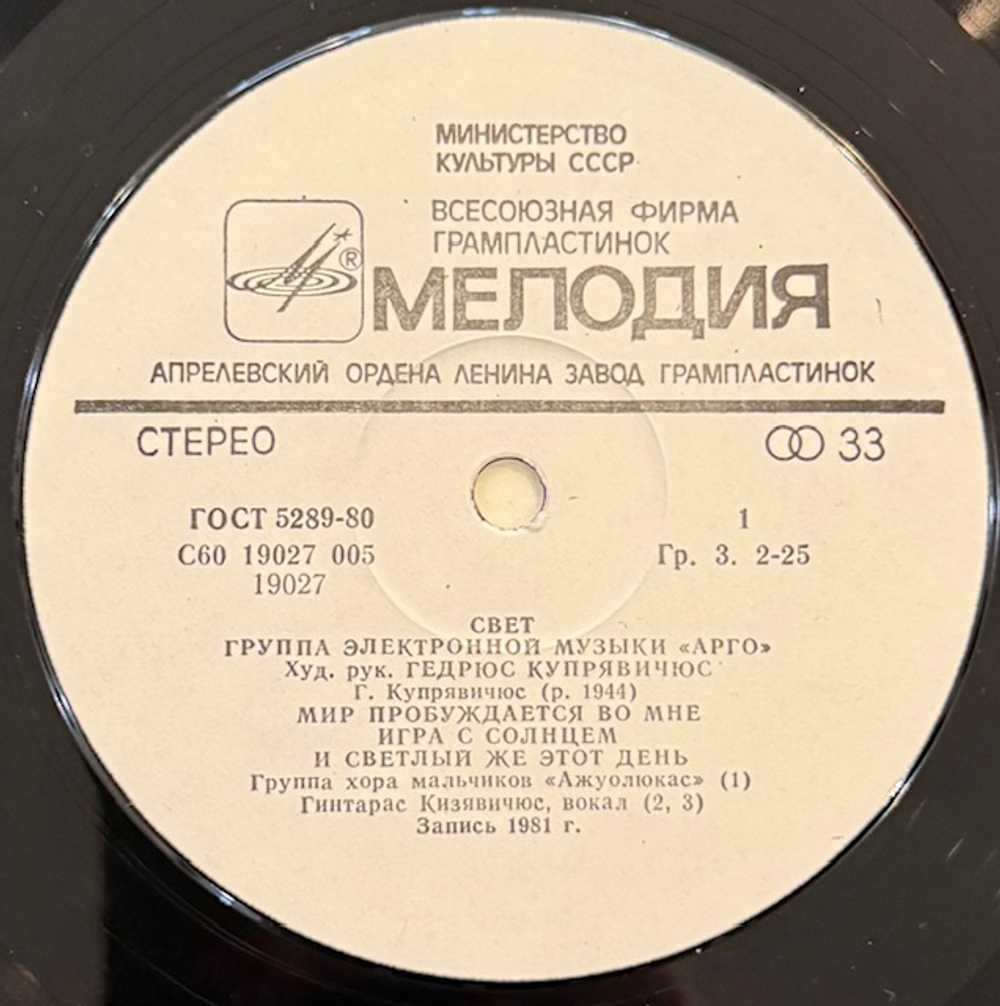 МИНИСТЕРСТВО
КУЛЬТУРЫ СССР
ВСЕСОЮЗНАЯ ФИРМА
ГРАМПЛАСТИНОК
®
МЕЛОДИЯ
АПРЕЛЕВСКИЙ ОРДЕНА ЛЕНИНА ЗАВОД ГРАМПЛАСТИНОК
СТЕРЕО 33
ГОСТ 5289-80 1
С60 19027 005 Гр. 3. 2-25
19027
СВЕТ
ГРУППА ЭЛЕКТРОННОЙ МУЗЫКИ «АРГО»
Худ. рук. ГЕДРЮС КУПРЯВИЧЮС
Г. Купрявичюс (р. 1944)
МИР ПРОБУЖДАЕТСЯ ВО МНЕ
ИГРА С СОЛНЦЕМ
И СВЕТЛЫЙ ЖЕ ЭТОТ ДЕНЬ
Группа хора мальчиков «Ажуолюкас» (1)
Гинтарас Кизявичюс, вокал (2, 3)
Запись 1981 г.